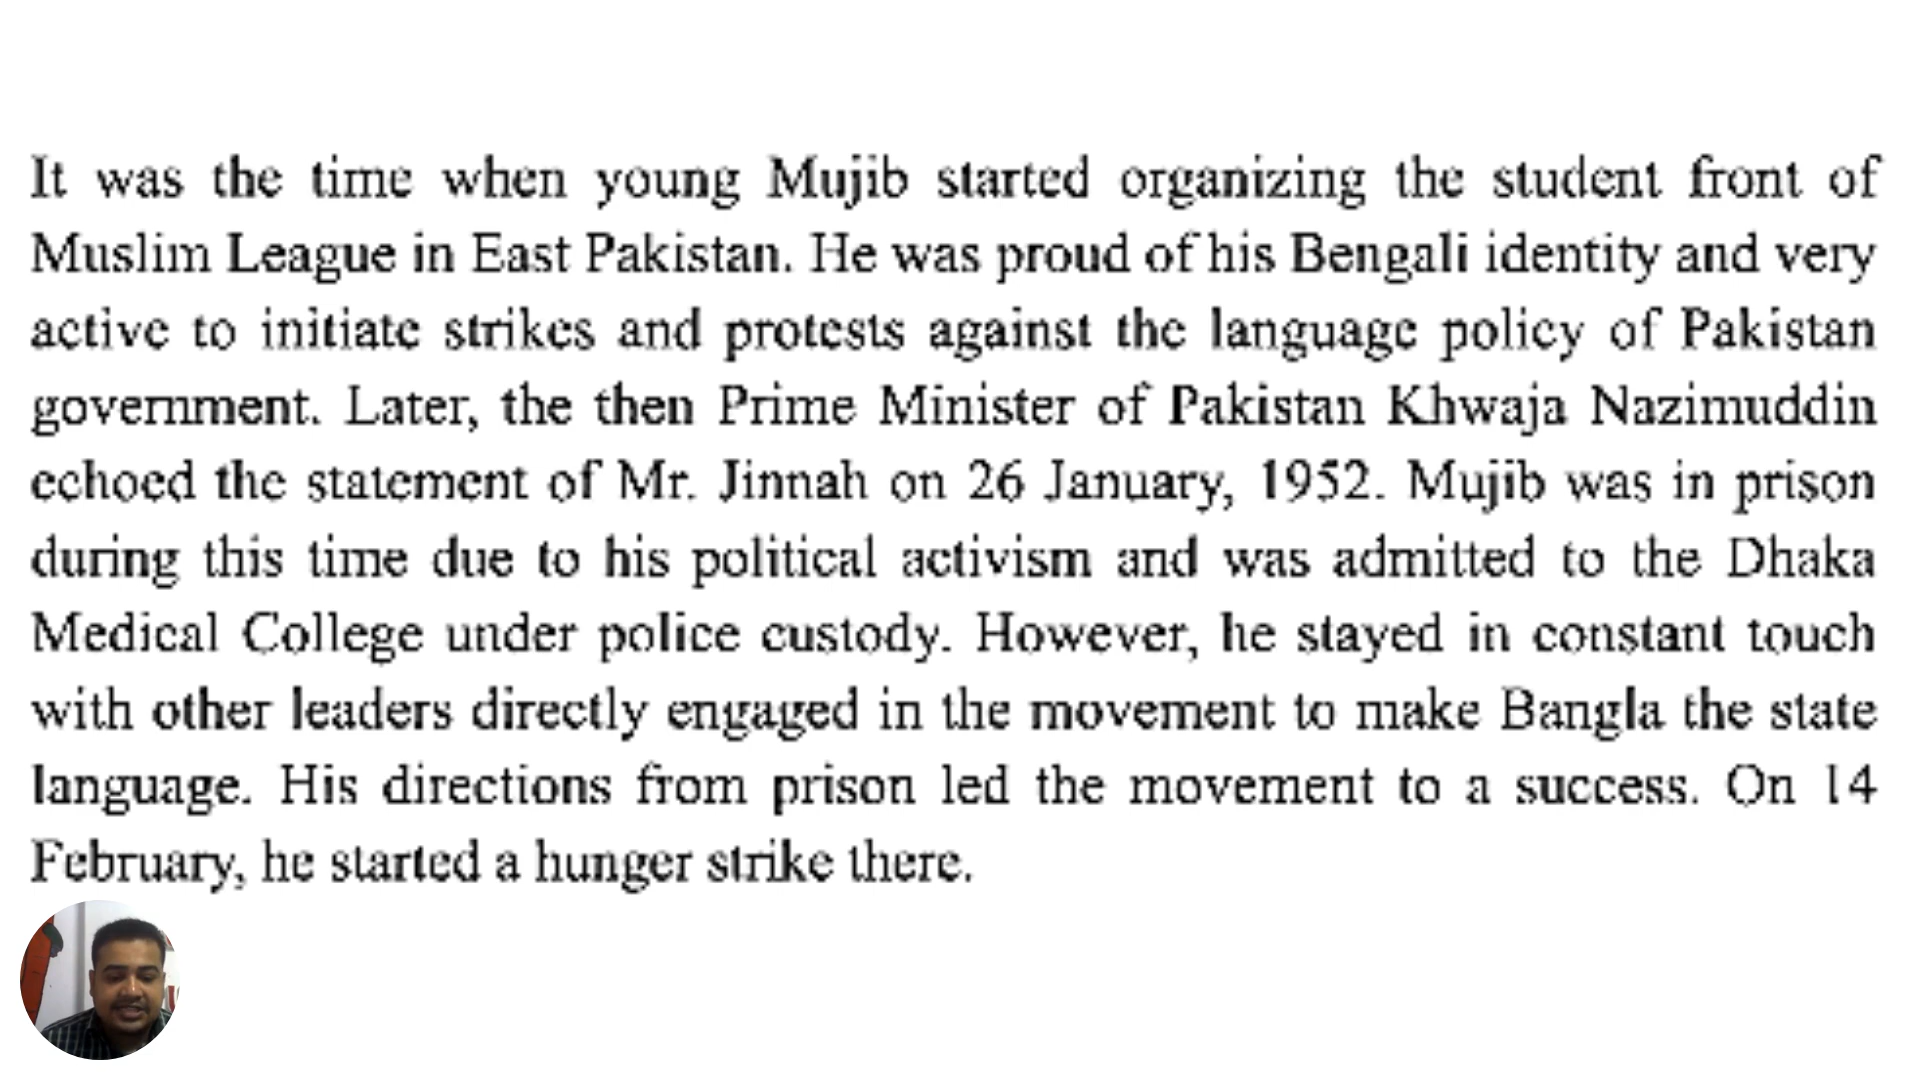 It was the time when young Mujib started organizing the student front of
Muslim League in East Pakistan. He was proud of his Bengali identity and very
active to initiate strikes and protests against the language policy of Pakistan
government. Later, the then Prime Minister of Pakistan Khwaja Nazimuddin
echoed the statement of Mr. Jinnah on 26 January, 1952. Mujib was in prison
during this time due to his political activism and was admitted to the Dhaka
Medical College under police custody. However, he stayed in constant touch
with other leaders directly engaged in the movement to make Bangla the state
language. His directions from prison led the movement to a success. On 14
February, he started a hunger strike there.